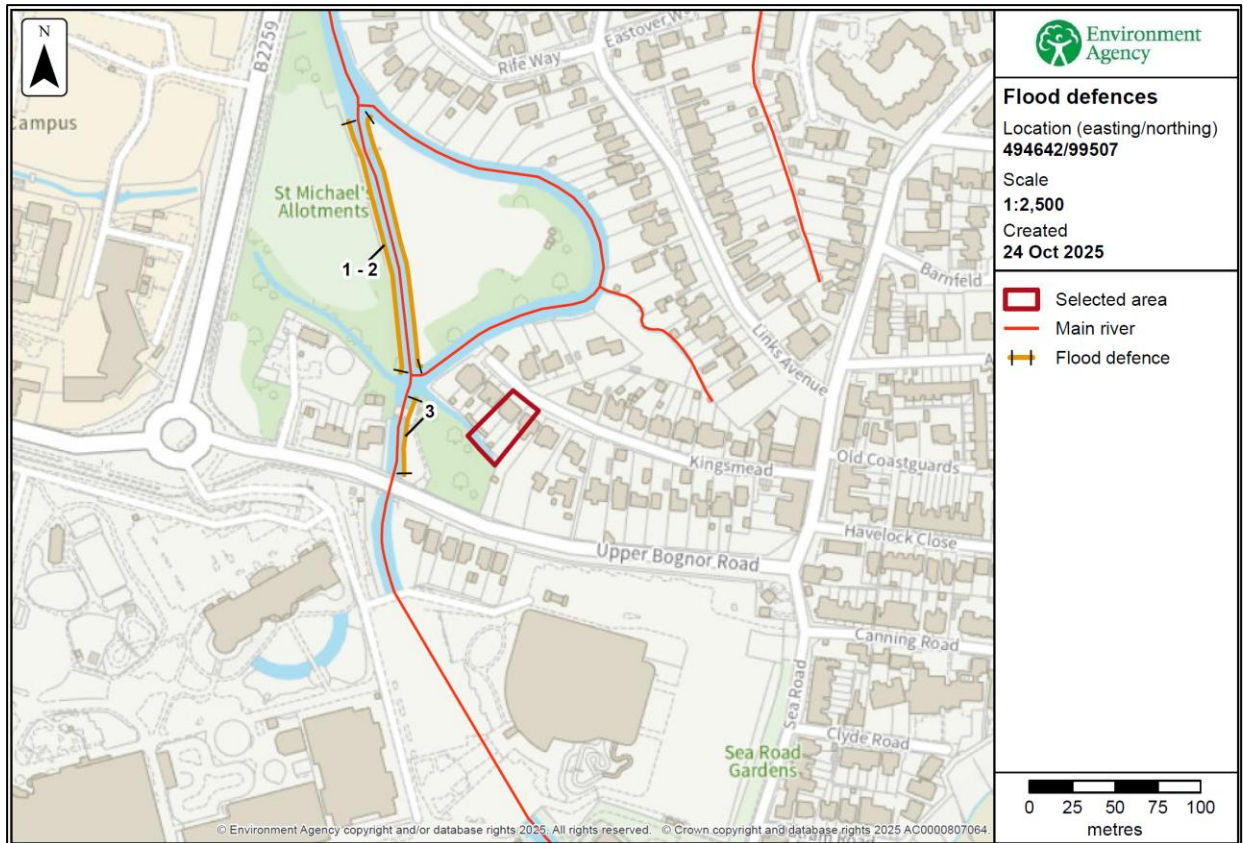 N
B2259
Eastover W
Rife Way
Campus
St Michael's
Allotments
1 - 2
Barnfeld
Links Avenue
A
3
Kingsmead
Old Coastguards
Havelock Close
Upper Bognor Road
Canning Road
Sea Road
Clyde Road
Sea Road
Gardens
Road
© Environment Agency copyright and/or database rights 2025. All rights reserved. © Crown copyright and database rights 2025 AC0000807064.
Environment
Agency
Flood defences
Location (easting/northing)
494642/99507
Scale
1:2,500
Created
24 Oct 2025
Selected area
Main river
Flood defence
0 25 50 75 100
metres